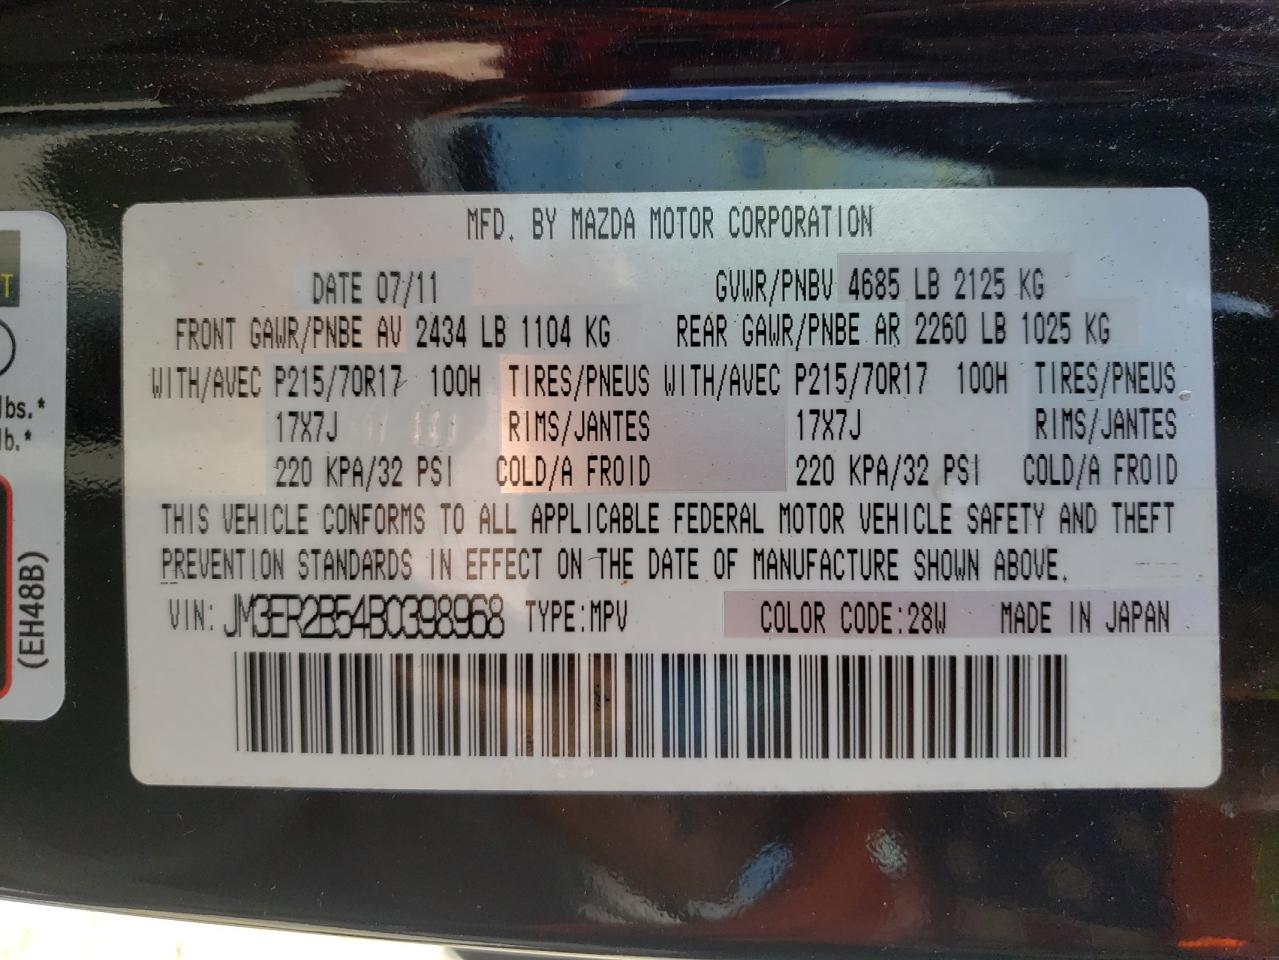 MFD. BY MAZDA MOTOR CORPORATION
DATE 07/11 GVWR/PNBV 4685 LB 2125 KG
FRONT GAWR/PNBE AV 2434 LB 1104 KG REAR GAWR/PNBE AR 2260 LB 1025 KG
WITH/AVEC P215/70R17 100H TIRES/PNEUS WITH/AVEC P215/70R17 100H TIRES/PNEUS
17X7J RIMS/JANTES 17X7J RIMS/JANTES
220 KPA/32 PSI COLD/A FROID 220 KPA/32 PSI COLD/A FROID
THIS VEHICLE CONFORMS TO ALL APPLICABLE FEDERAL MOTOR VEHICLE SAFETY AND THEFT
PREVENTION STANDARDS IN EFFECT ON THE DATE OF MANUFACTURE SHOWN ABOVE.
VIN: JM3ER2B54B0398968 TYPE:MPV COLOR CODE:28W MADE IN JAPAN
T
lbs.*
lb.*
(EH48B)